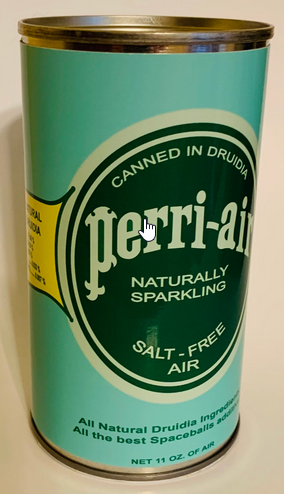 CANNED IN DRUIDIA
perri-air
NATURALLY
SPARKLING
SALT-FREE
AIR
All Natural Druidia
All the best Spaceballs
NET 11 OZ. OF AIR